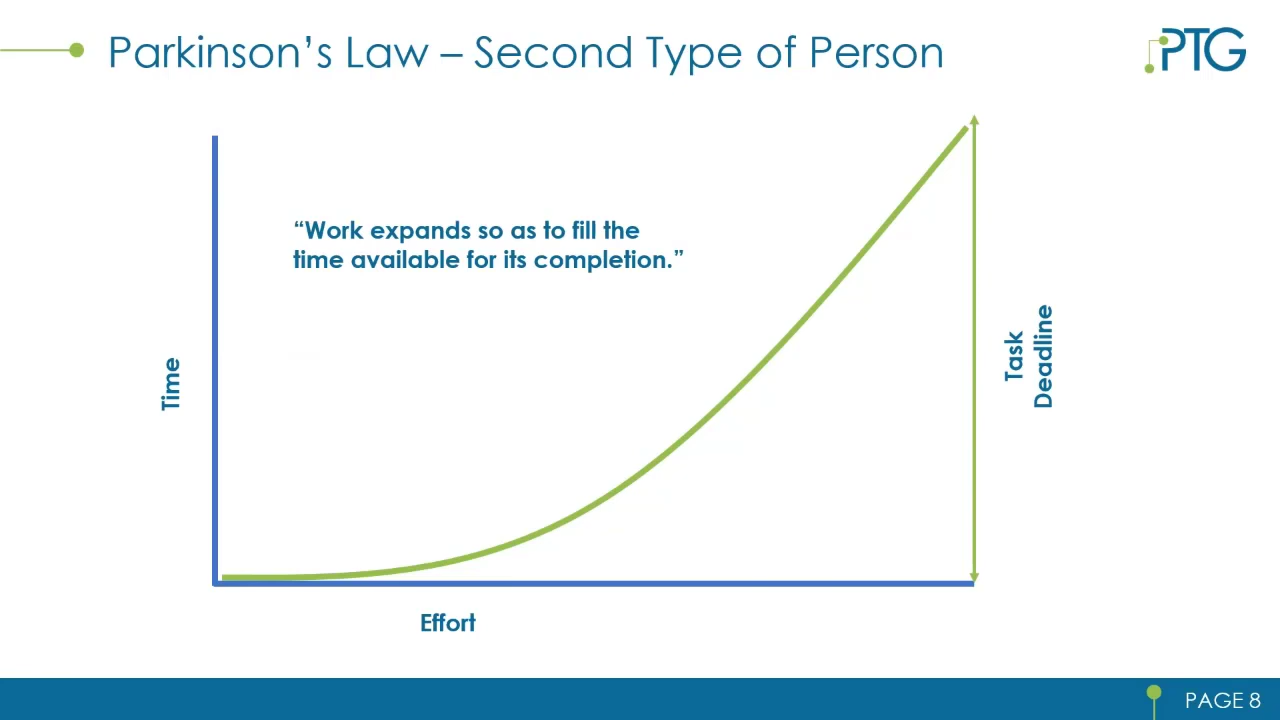 Parkinson’s Law – Second Type of Person
PTG
“Work expands so as to fill the
time available for its completion.”
Time
Task
Deadline
Effort
PAGE 8